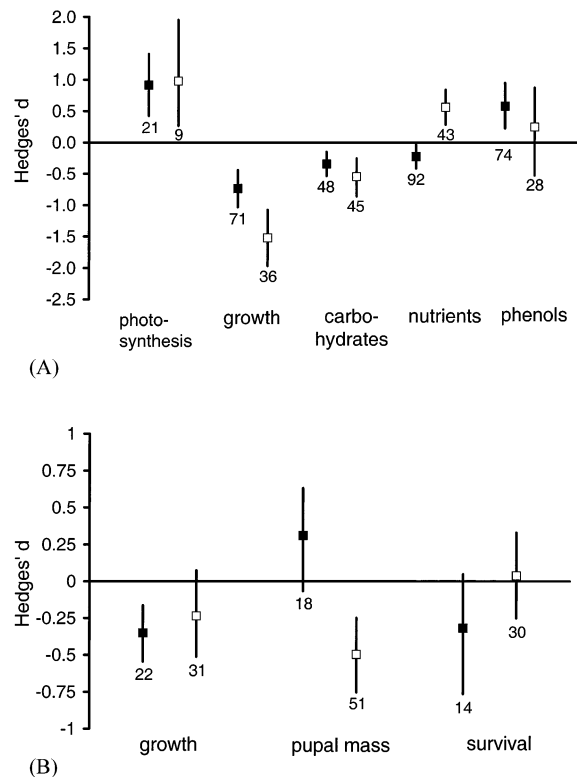 2.0
1.5
1.0
0.5
0.0
-0.5
-1.0
-1.5
-2.0
-2.5
Hedges' d
21 9 71 36 48 45 92 43 74 28
photo-
synthesis
growth
carbo-
hydrates
nutrients
phenols
(A)
1
0.75
0.5
0.25
0
-0.25
-0.5
-0.75
-1
Hedges' d
22 31 18 51 14 30
growth
pupal mass
survival
(B)